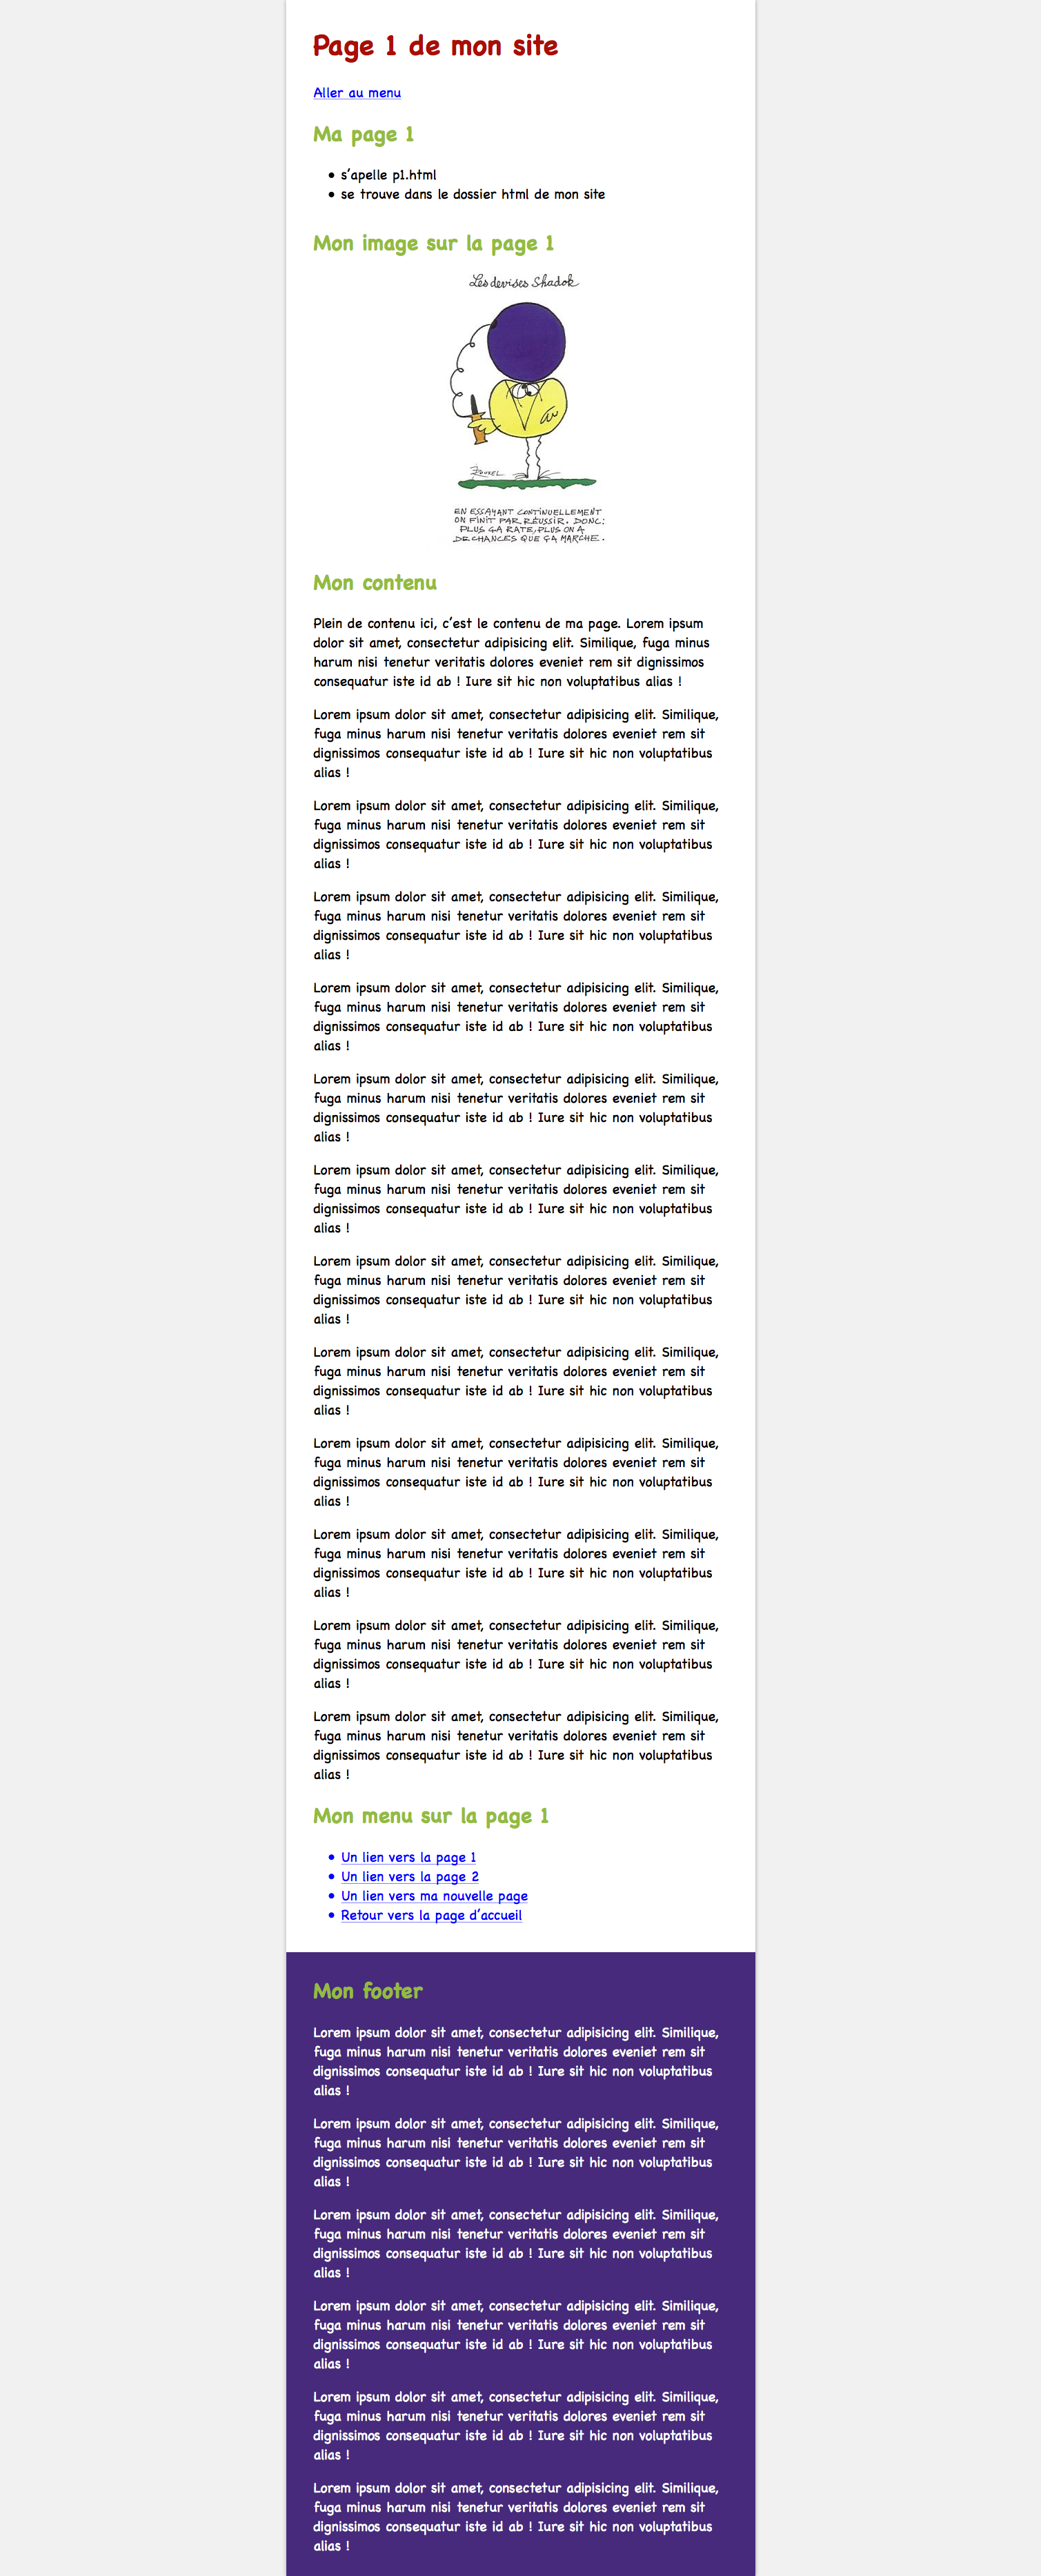 Page 1 de mon site
Aller au menu
Ma page 1
s’apelle p1.html
se trouve dans le dossier html de mon site
Mon image sur la page 1
Les devises Shadok
ROUXEL
EN ESSAYANT CONTINUELLEMENT
ON FINIT PAR RÉUSSIR. DONC:
PLUS ÇA RATE, PLUS ON A
DE CHANCES QUE ÇA MARCHE.
Mon contenu
Plein de contenu ici, c’est le contenu de ma page. Lorem ipsum
dolor sit amet, consectetur adipisicing elit. Similique, fuga minus
harum nisi tenetur veritatis dolores eveniet rem sit dignissimos
consequatur iste id ab ! Iure sit hic non voluptatibus alias !
Lorem ipsum dolor sit amet, consectetur adipisicing elit. Similique,
fuga minus harum nisi tenetur veritatis dolores eveniet rem sit
dignissimos consequatur iste id ab ! Iure sit hic non voluptatibus
alias !
Lorem ipsum dolor sit amet, consectetur adipisicing elit. Similique,
fuga minus harum nisi tenetur veritatis dolores eveniet rem sit
dignissimos consequatur iste id ab ! Iure sit hic non voluptatibus
alias !
Lorem ipsum dolor sit amet, consectetur adipisicing elit. Similique,
fuga minus harum nisi tenetur veritatis dolores eveniet rem sit
dignissimos consequatur iste id ab ! Iure sit hic non voluptatibus
alias !
Lorem ipsum dolor sit amet, consectetur adipisicing elit. Similique,
fuga minus harum nisi tenetur veritatis dolores eveniet rem sit
dignissimos consequatur iste id ab ! Iure sit hic non voluptatibus
alias !
Lorem ipsum dolor sit amet, consectetur adipisicing elit. Similique,
fuga minus harum nisi tenetur veritatis dolores eveniet rem sit
dignissimos consequatur iste id ab ! Iure sit hic non voluptatibus
alias !
Lorem ipsum dolor sit amet, consectetur adipisicing elit. Similique,
fuga minus harum nisi tenetur veritatis dolores eveniet rem sit
dignissimos consequatur iste id ab ! Iure sit hic non voluptatibus
alias !
Lorem ipsum dolor sit amet, consectetur adipisicing elit. Similique,
fuga minus harum nisi tenetur veritatis dolores eveniet rem sit
dignissimos consequatur iste id ab ! Iure sit hic non voluptatibus
alias !
Lorem ipsum dolor sit amet, consectetur adipisicing elit. Similique,
fuga minus harum nisi tenetur veritatis dolores eveniet rem sit
dignissimos consequatur iste id ab ! Iure sit hic non voluptatibus
alias !
Lorem ipsum dolor sit amet, consectetur adipisicing elit. Similique,
fuga minus harum nisi tenetur veritatis dolores eveniet rem sit
dignissimos consequatur iste id ab ! Iure sit hic non voluptatibus
alias !
Lorem ipsum dolor sit amet, consectetur adipisicing elit. Similique,
fuga minus harum nisi tenetur veritatis dolores eveniet rem sit
dignissimos consequatur iste id ab ! Iure sit hic non voluptatibus
alias !
Lorem ipsum dolor sit amet, consectetur adipisicing elit. Similique,
fuga minus harum nisi tenetur veritatis dolores eveniet rem sit
dignissimos consequatur iste id ab ! Iure sit hic non voluptatibus
alias !
Lorem ipsum dolor sit amet, consectetur adipisicing elit. Similique,
fuga minus harum nisi tenetur veritatis dolores eveniet rem sit
dignissimos consequatur iste id ab ! Iure sit hic non voluptatibus
alias !
Mon menu sur la page 1
Un lien vers la page 1
Un lien vers la page 2
Un lien vers ma nouvelle page
Retour vers la page d’accueil
Mon footer
Lorem ipsum dolor sit amet, consectetur adipisicing elit. Similique,
fuga minus harum nisi tenetur veritatis dolores eveniet rem sit
dignissimos consequatur iste id ab ! Iure sit hic non voluptatibus
alias !
Lorem ipsum dolor sit amet, consectetur adipisicing elit. Similique,
fuga minus harum nisi tenetur veritatis dolores eveniet rem sit
dignissimos consequatur iste id ab ! Iure sit hic non voluptatibus
alias !
Lorem ipsum dolor sit amet, consectetur adipisicing elit. Similique,
fuga minus harum nisi tenetur veritatis dolores eveniet rem sit
dignissimos consequatur iste id ab ! Iure sit hic non voluptatibus
alias !
Lorem ipsum dolor sit amet, consectetur adipisicing elit. Similique,
fuga minus harum nisi tenetur veritatis dolores eveniet rem sit
dignissimos consequatur iste id ab ! Iure sit hic non voluptatibus
alias !
Lorem ipsum dolor sit amet, consectetur adipisicing elit. Similique,
fuga minus harum nisi tenetur veritatis dolores eveniet rem sit
dignissimos consequatur iste id ab ! Iure sit hic non voluptatibus
alias !
Lorem ipsum dolor sit amet, consectetur adipisicing elit. Similique,
fuga minus harum nisi tenetur veritatis dolores eveniet rem sit
dignissimos consequatur iste id ab ! Iure sit hic non voluptatibus
alias !